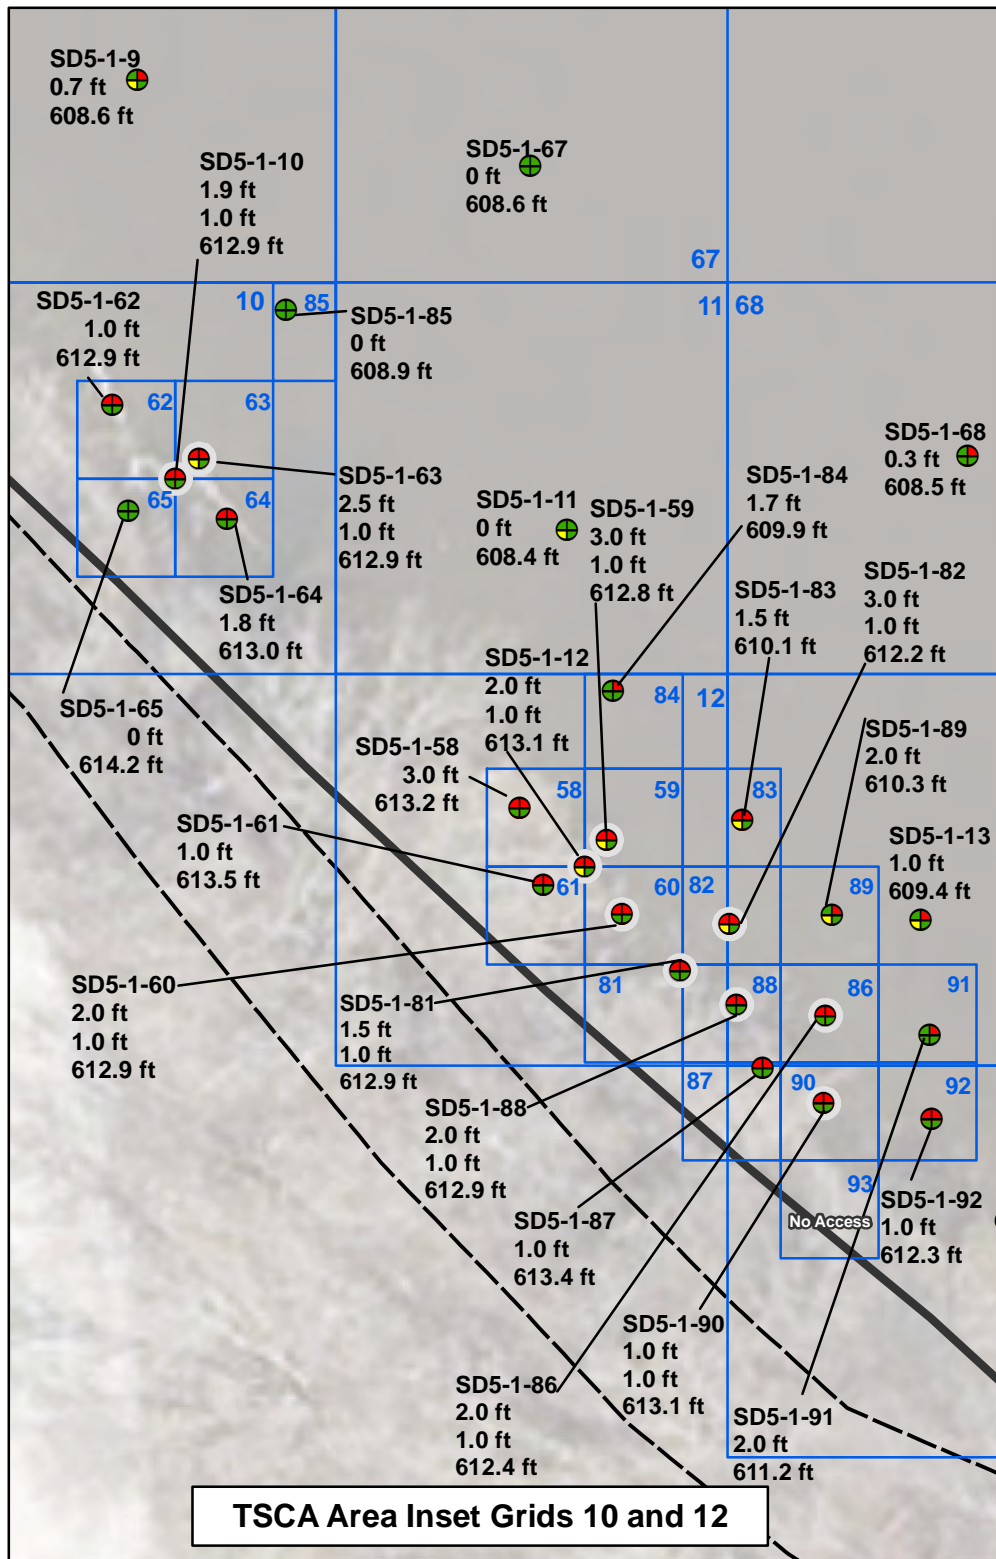 SD5-1-9
0.7 ft
608.6 ft
SD5-1-10
1.9 ft
1.0 ft
612.9 ft
SD5-1-67
0 ft
608.6 ft
67
SD5-1-62
1.0 ft
612.9 ft
10
85
11
68
SD5-1-85
0 ft
608.9 ft
62
63
65
64
SD5-1-63
2.5 ft
1.0 ft
612.9 ft
SD5-1-64
1.8 ft
613.0 ft
SD5-1-65
0 ft
614.2 ft
SD5-1-11
0 ft
608.4 ft
SD5-1-59
3.0 ft
1.0 ft
612.8 ft
SD5-1-84
1.7 ft
609.9 ft
SD5-1-68
0.3 ft
608.5 ft
SD5-1-83
1.5 ft
610.1 ft
SD5-1-82
3.0 ft
1.0 ft
612.2 ft
SD5-1-12
2.0 ft
1.0 ft
613.1 ft
84
12
SD5-1-58
3.0 ft
613.2 ft
SD5-1-89
2.0 ft
610.3 ft
58
59
83
SD5-1-61
1.0 ft
613.5 ft
SD5-1-13
1.0 ft
609.4 ft
61
60
82
89
SD5-1-60
2.0 ft
1.0 ft
612.9 ft
SD5-1-81
1.5 ft
1.0 ft
612.9 ft
81
88
86
91
87
90
92
SD5-1-88
2.0 ft
1.0 ft
612.9 ft
93
No Access
SD5-1-92
1.0 ft
612.3 ft
SD5-1-87
1.0 ft
613.4 ft
SD5-1-90
1.0 ft
1.0 ft
613.1 ft
SD5-1-86
2.0 ft
1.0 ft
612.4 ft
SD5-1-91
2.0 ft
611.2 ft
TSCA Area Inset Grids 10 and 12